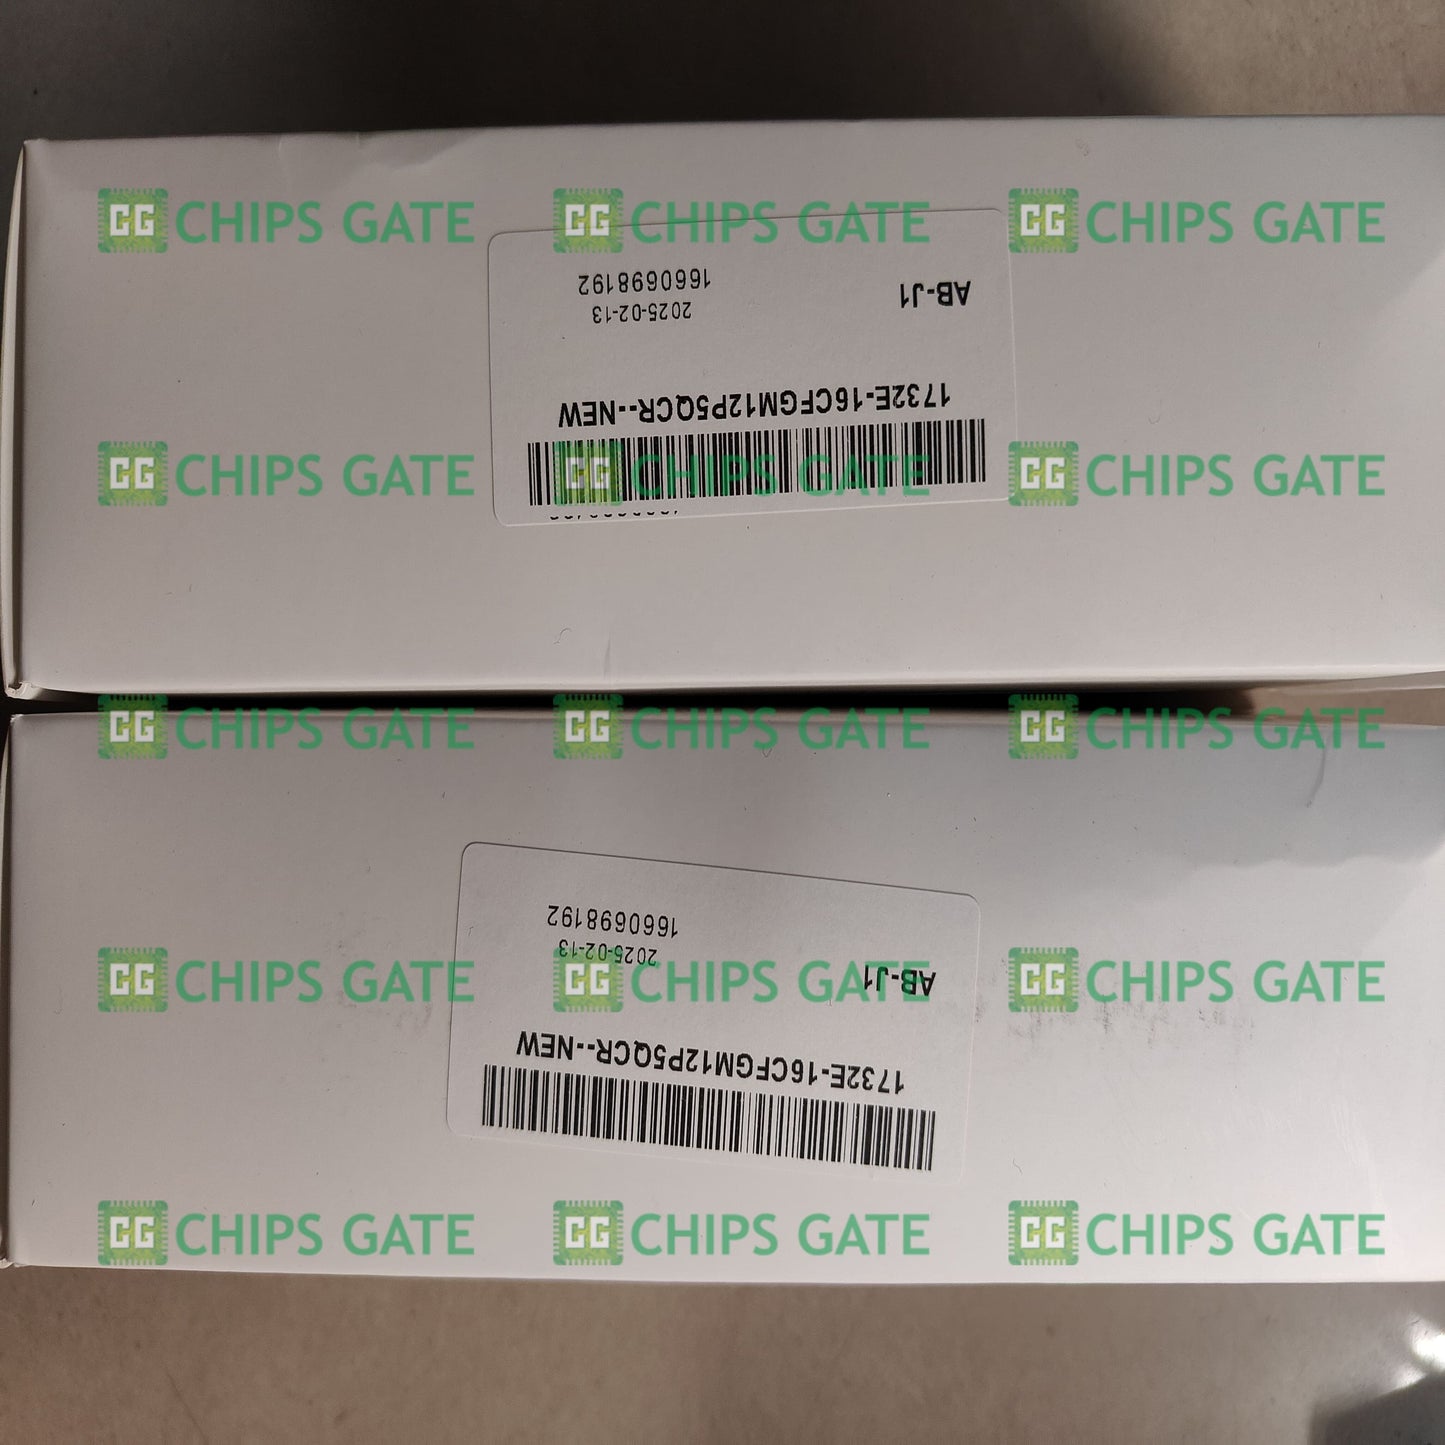 CG CHIPS GATE CG CHIPS GATE CG CHIPS GATE
1660698192
2025-02-13
AB-J1
1732E-16CFGM12P5QCR--NEW
CG CHIPS GATE CG CHIPS GATE CG CHIPS GATE
CG CHIPS GATE CG CHIPS GATE CG CHIPS GATE
1660698192
2025-02-13
AB-J1
CG CHIPS GATE CG CHIPS GATE CG CHIPS GATE
1732E-16CFGM12P5QCR--NEW
CG CHIPS GATE CG CHIPS GATE CG CHIPS GATE